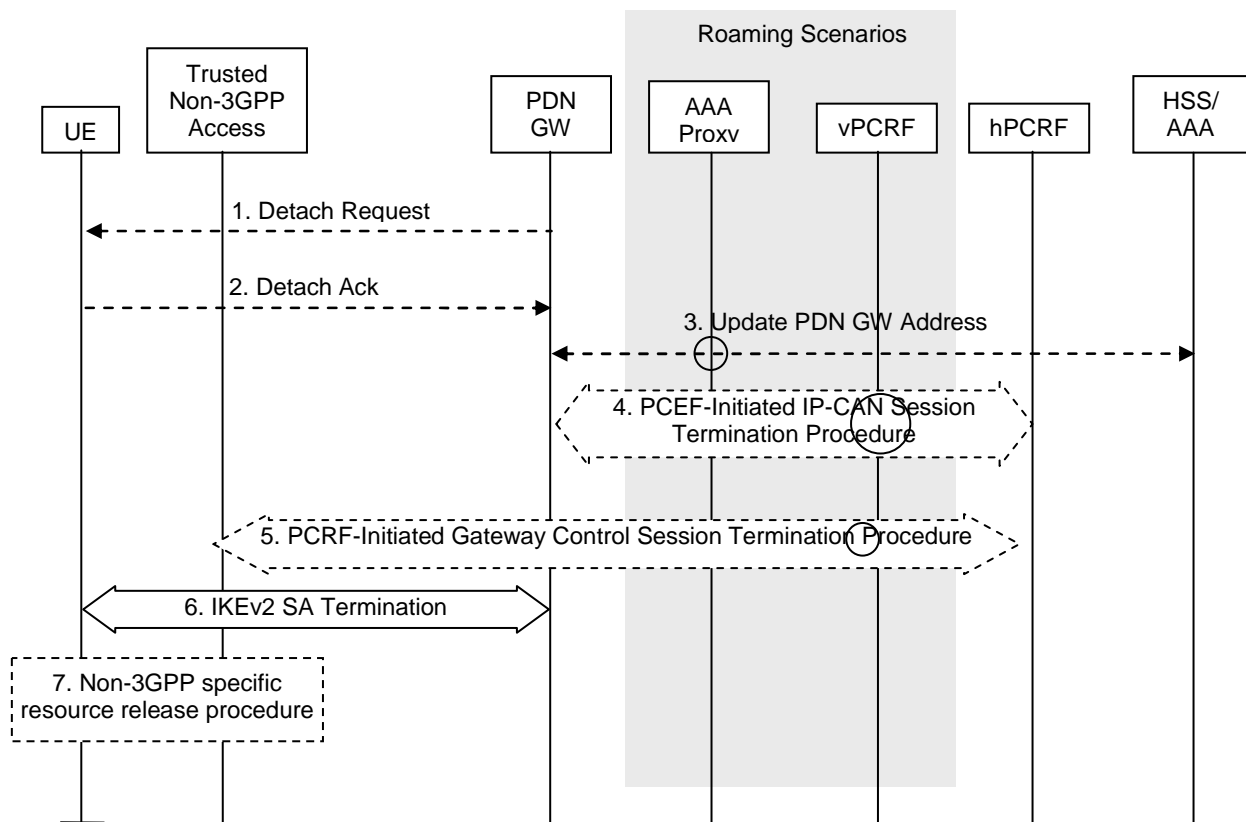 Roaming Scenarios
UE
Trusted
Non-3GPP
Access
PDN
GW
AAA
Proxv
vPCRF
hPCRF
HSS/
AAA
1. Detach Request
2. Detach Ack
3. Update PDN GW Address
4. PCEF-Initiated IP-CAN Session
Termination Procedure
5. PCRF-Initiated Gateway Control Session Termination Procedure
6. IKEv2 SA Termination
7. Non-3GPP specific
resource release procedure